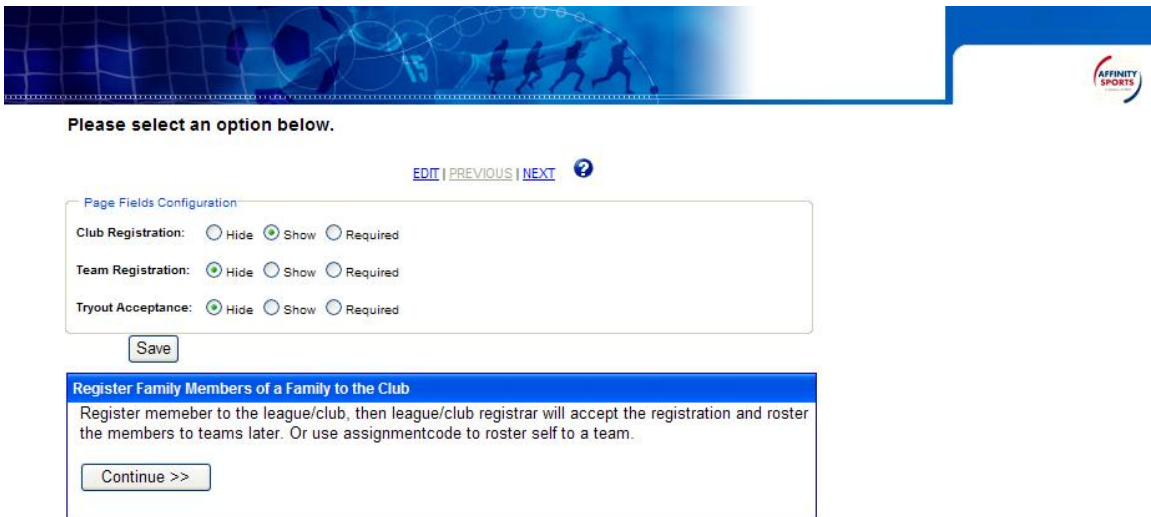 15
AFFINITY
SPORTS
Please select an option below.
EDIT | PREVIOUS | NEXT ?
Page Fields Configuration
Club Registration: Hide Show Required
Team Registration: Hide Show Required
Tryout Acceptance: Hide Show Required
Save
Register Family Members of a Family to the Club
Register memeber to the league/club, then league/club registrar will accept the registration and roster
the members to teams later. Or use assignmentcode to roster self to a team.
Continue >>